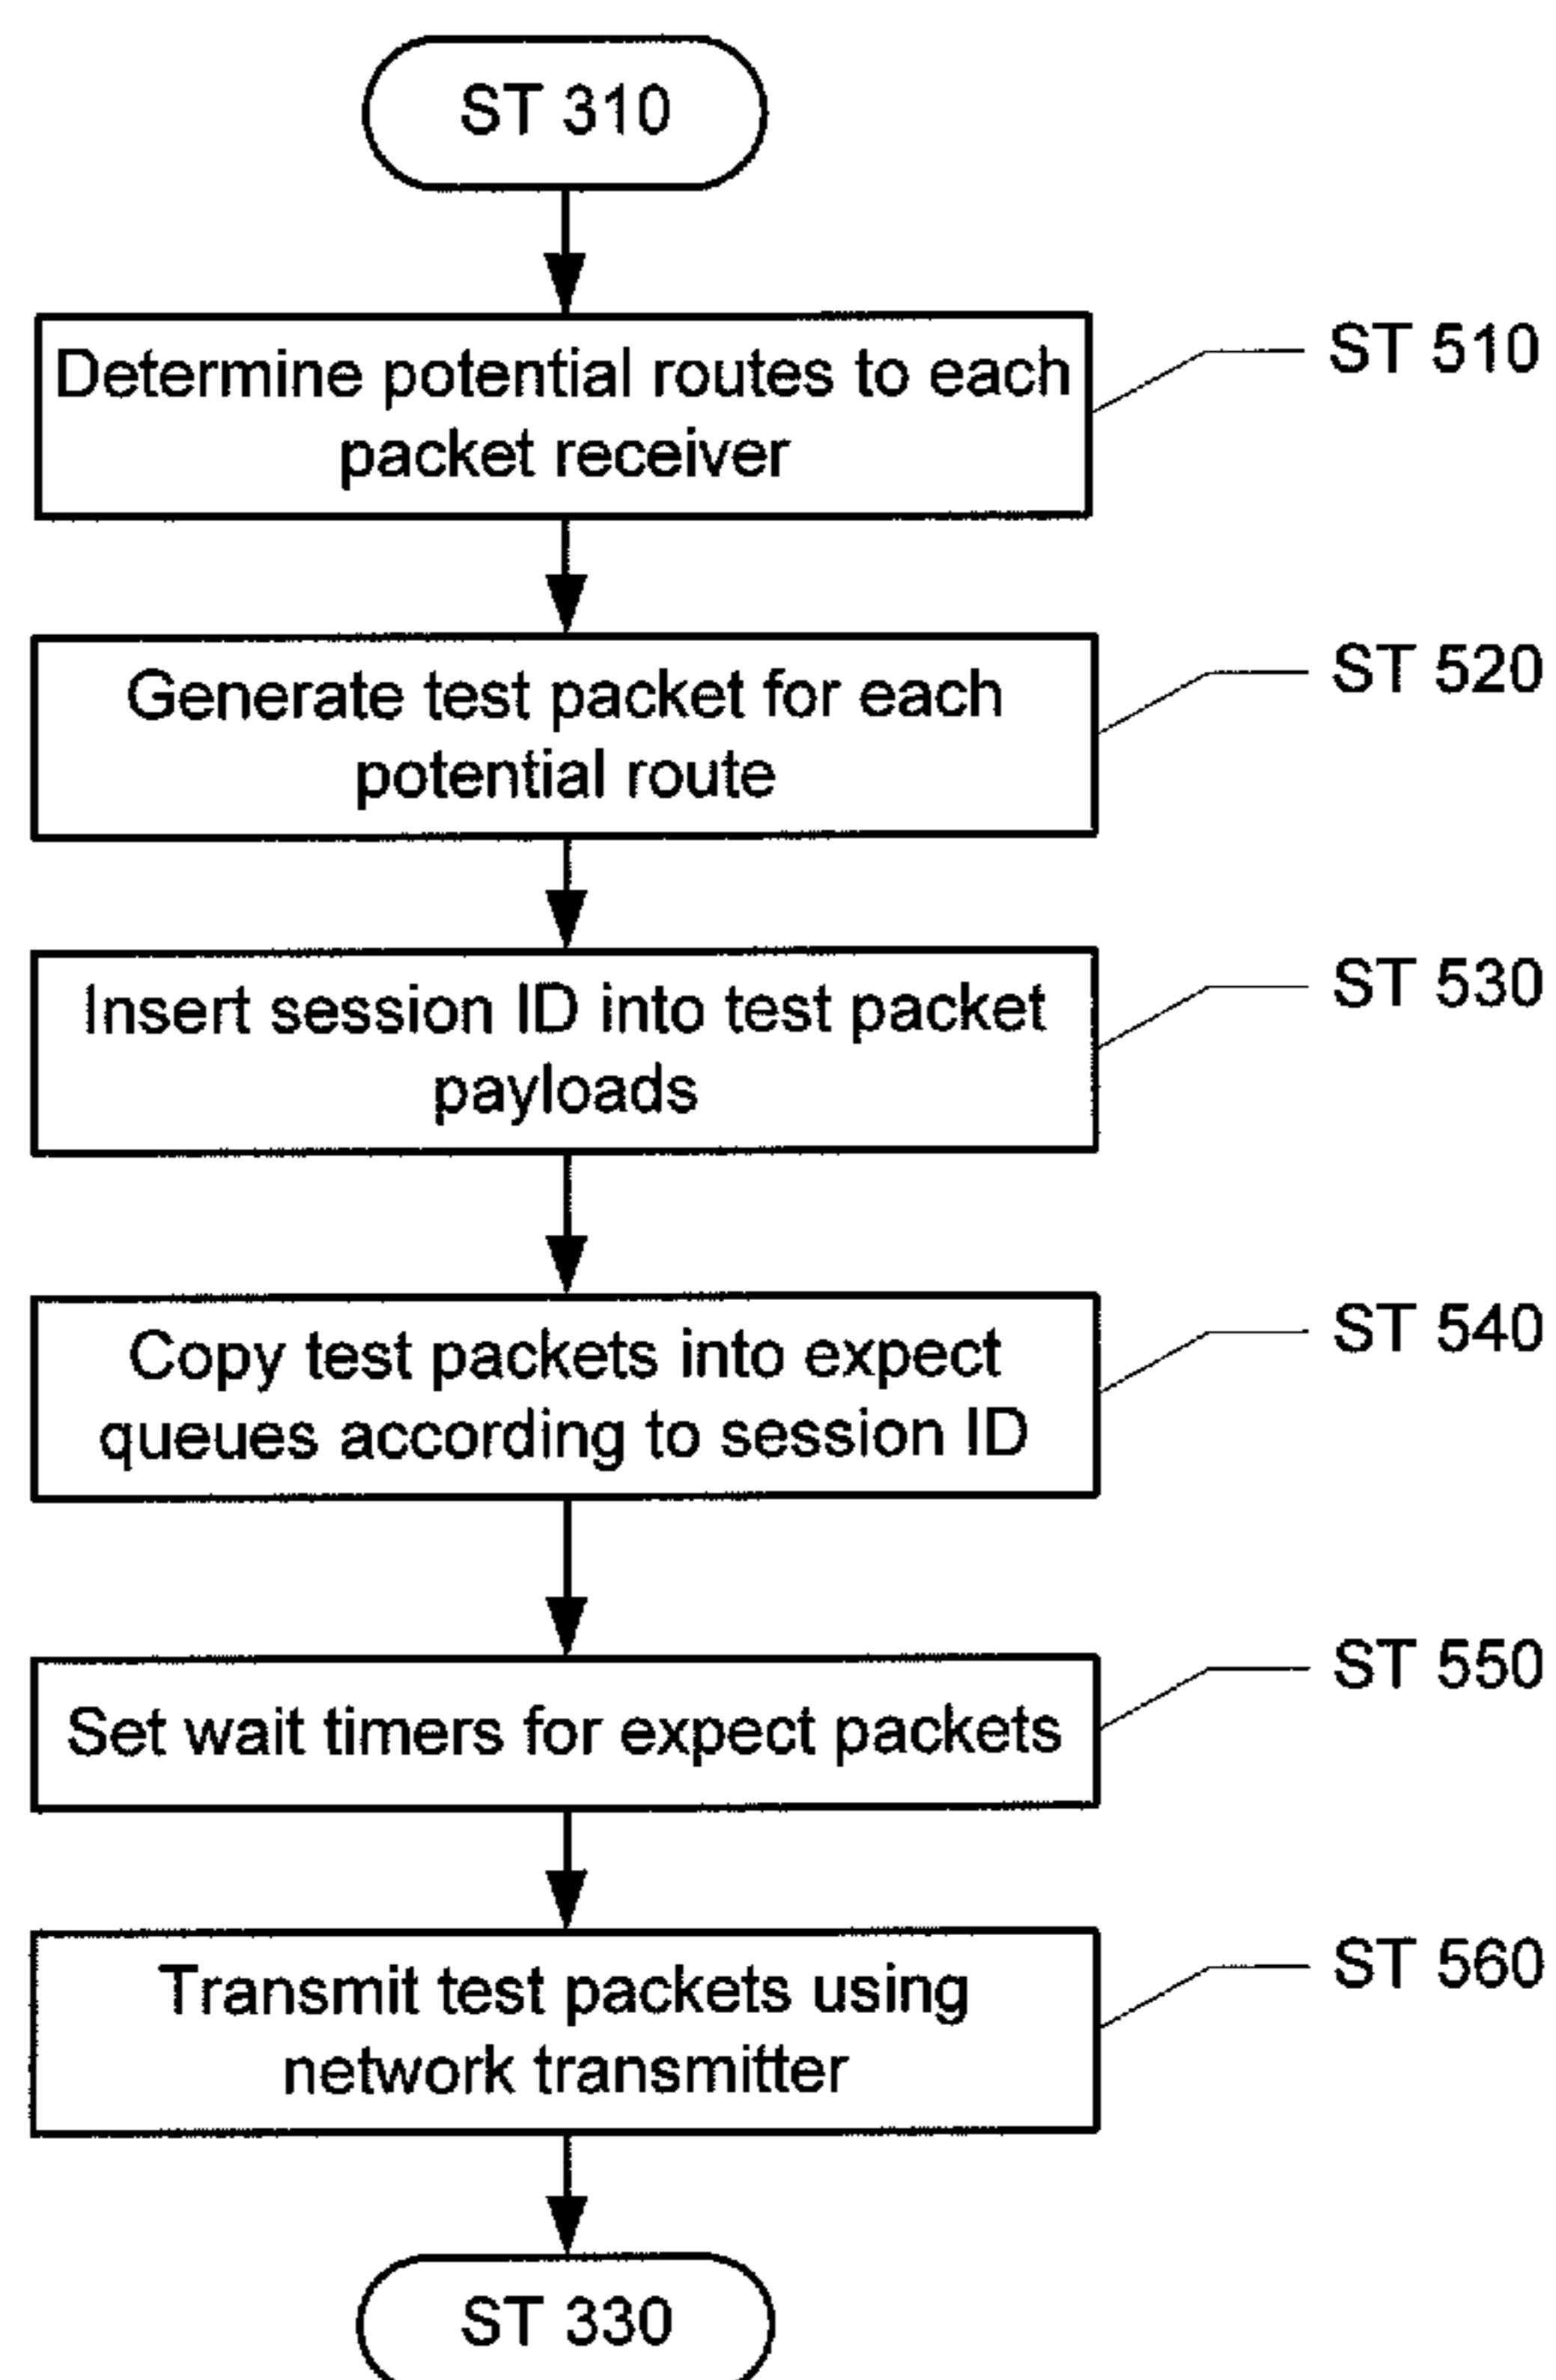 ST 310
Determine potential routes to each
packet receiver
ST 510
Generate test packet for each
potential route
ST 520
Insert session ID into test packet
payloads
ST 530
Copy test packets into expect
queues according to session ID
ST 540
Set wait timers for expect packets
ST 550
Transmit test packets using
network transmitter
ST 560
ST 330